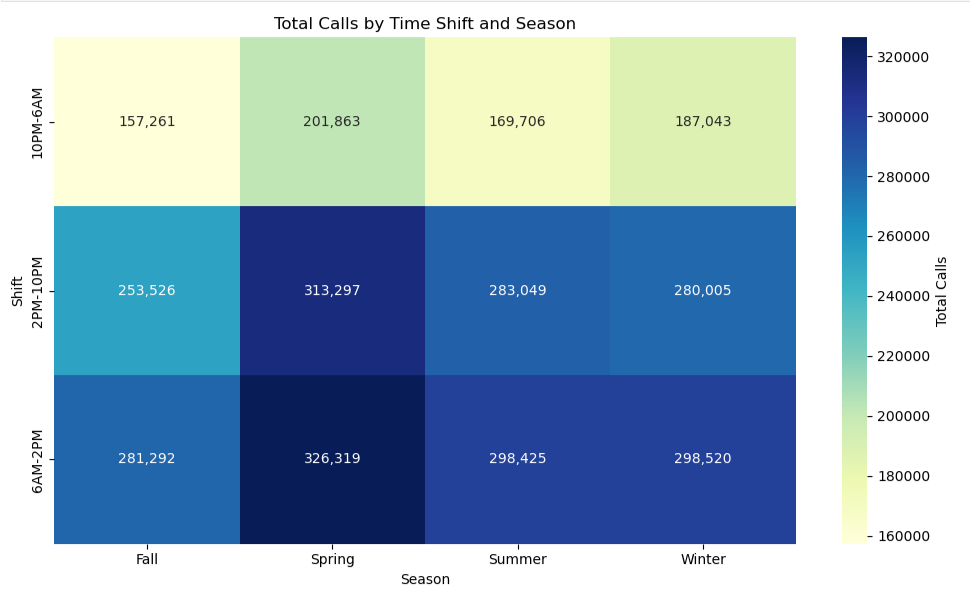 Total Calls by Time Shift and Season
10PM-6AM
157,261
201,863
169,706
187,043
2PM-10PM
253,526
313,297
283,049
280,005
6AM-2PM
281,292
326,319
298,425
298,520
Shift
Fall
Spring
Summer
Winter
Season
320000
300000
280000
260000
240000
220000
200000
180000
160000
Total Calls